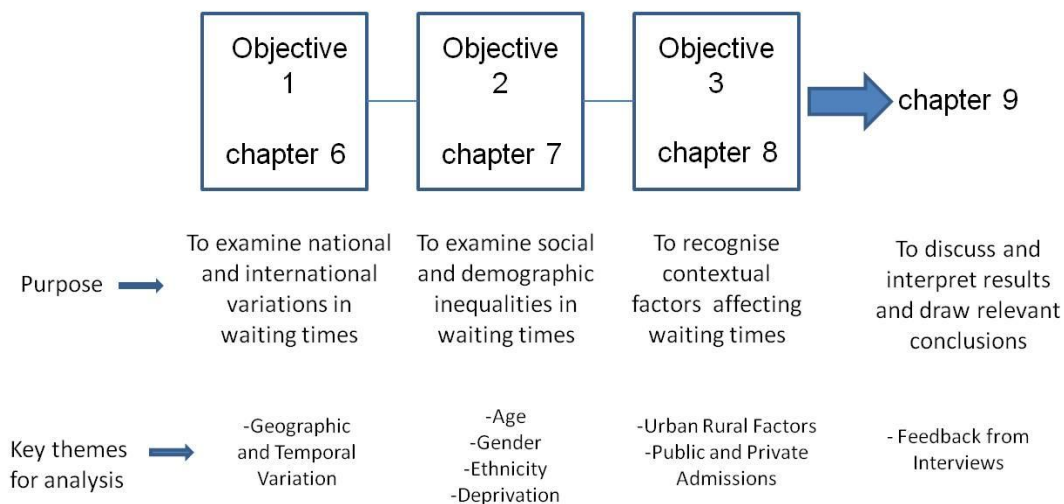 Objective
1
chapter 6
Objective
2
chapter 7
Objective
3
chapter 8
chapter 9
Purpose
To examine national
and international
variations in
waiting times
To examine social
and demographic
inequalities in
waiting times
To recognise
contextual
factors affecting
waiting times
To discuss and
interpret results
and draw relevant
conclusions
Key themes
for analysis
-Geographic
and Temporal
Variation
-Age
-Gender
-Ethnicity
-Deprivation
-Urban Rural Factors
-Public and Private
Admissions
- Feedback from
Interviews